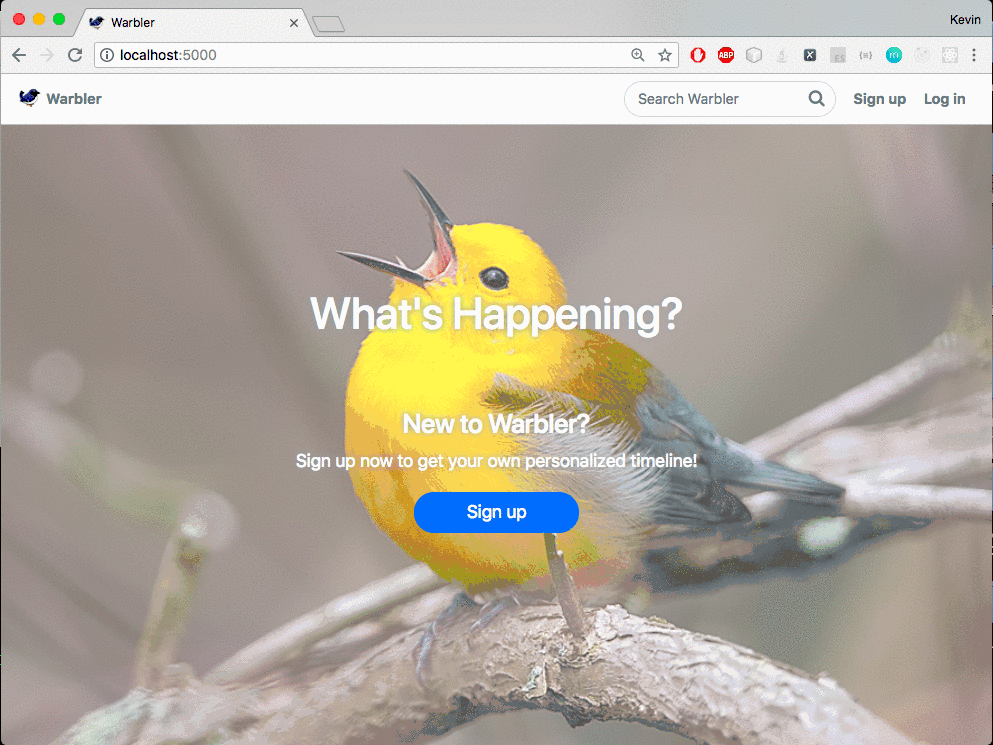 Warbler
Kevin
localhost:5000
ABP
Warbler
Search Warbler
Sign up
Log in
What's Happening?
New to Warbler?
Sign up now to get your own personalized timeline!
Sign up